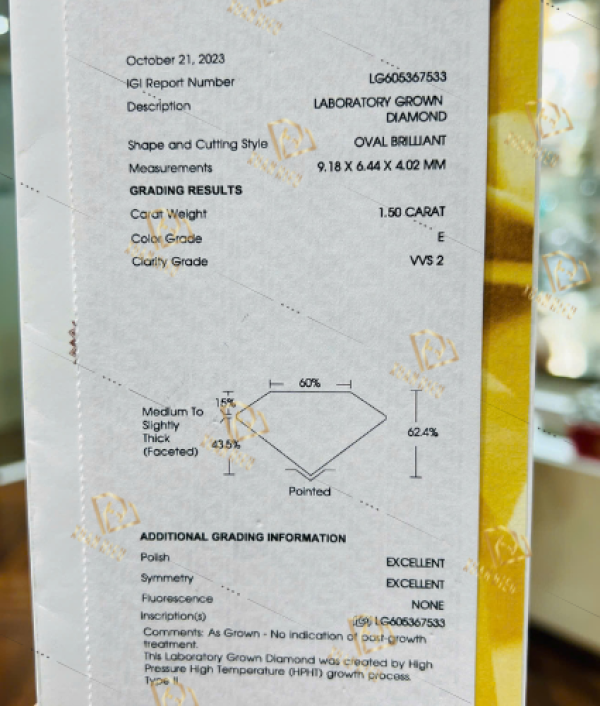 October 21, 2023
IGI Report Number LG605367533
Description LABORATORY GROWN
DIAMOND
Shape and Cutting Style OVAL BRILLIANT
Measurements 9.18 X 6.44 X 4.02 MM
GRADING RESULTS
Carat Weight 1.50 CARAT
Color Grade E
Clarity Grade VVS 2
60%
15%
Medium To
Slightly
Thick
(Faceted)
43.5%
62.4%
Pointed
ADDITIONAL GRADING INFORMATION
Polish EXCELLENT
Symmetry EXCELLENT
Fluorescence NONE
Inscription(s) LG605367533
Comments: As Grown - No indication of post-growth
treatment.
This Laboratory Grown Diamond was created by High
Pressure High Temperature (HPHT) growth process.
Type II